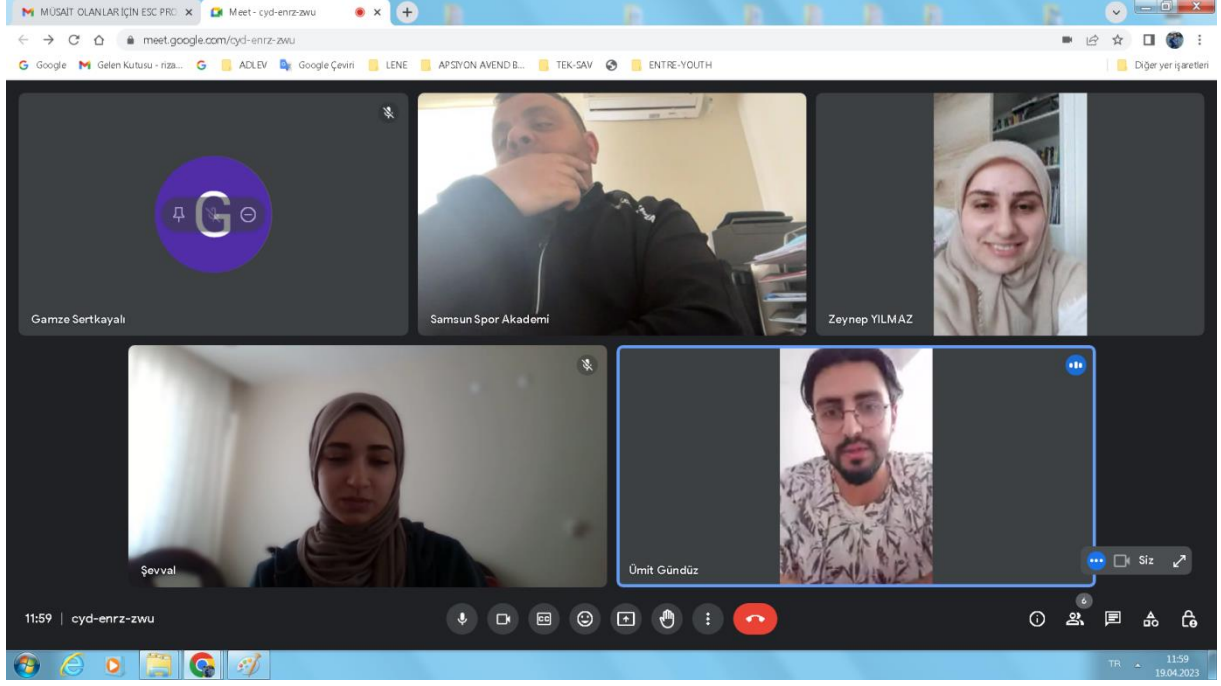 MÜSAİT OLANLAR İÇİN ESC PRO
Meet - cyd-enrz-zwu
meet.google.com/cyd-enrz-zwu
Google
Gelen Kutusu - riza...
ADLEV
Google Çeviri
LENE
APSİYON AVEND B...
TEK-SAV
ENTRE-YOUTH
Diğer yer işaretleri
G
Gamze Sertkayalı
Samsun Spor Akademi
Zeynep YILMAZ
Şevval
Ümit Gündüz
Siz
11:59 | cyd-enrz-zwu
6
TR
11:59
19.04.2023